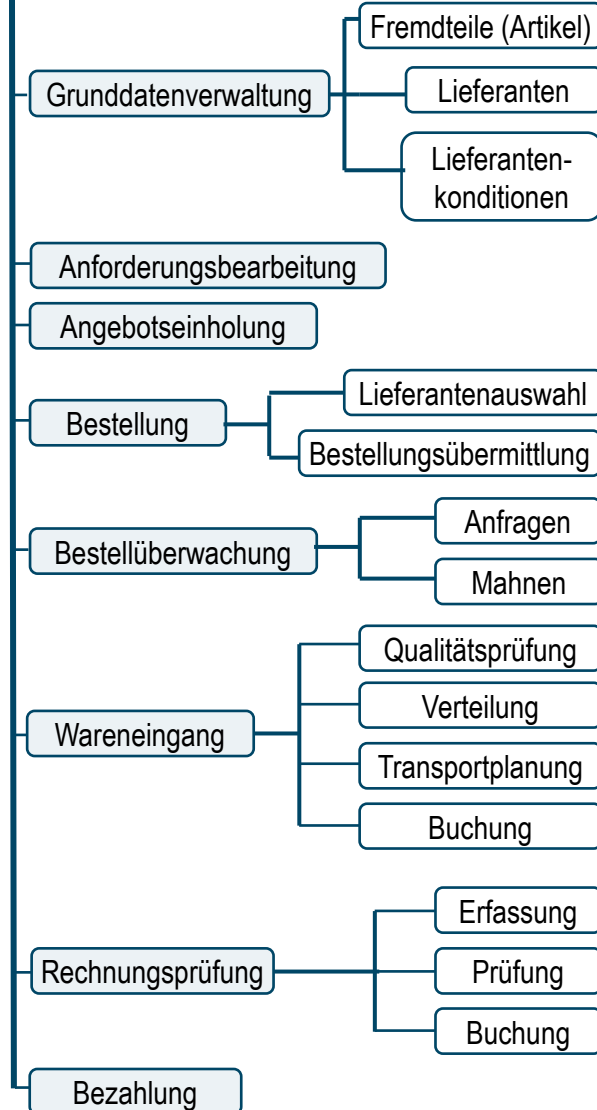 Fremdteile (Artikel)
Grunddatenverwaltung
Lieferanten
Lieferanten-
konditionen
Anforderungsbearbeitung
Angebotseinholung
Bestellung
Lieferantenauswahl
Bestellungsübermittlung
Bestellüberwachung
Anfragen
Mahnen
Wareneingang
Qualitätsprüfung
Verteilung
Transportplanung
Buchung
Rechnungsprüfung
Erfassung
Prüfung
Buchung
Bezahlung